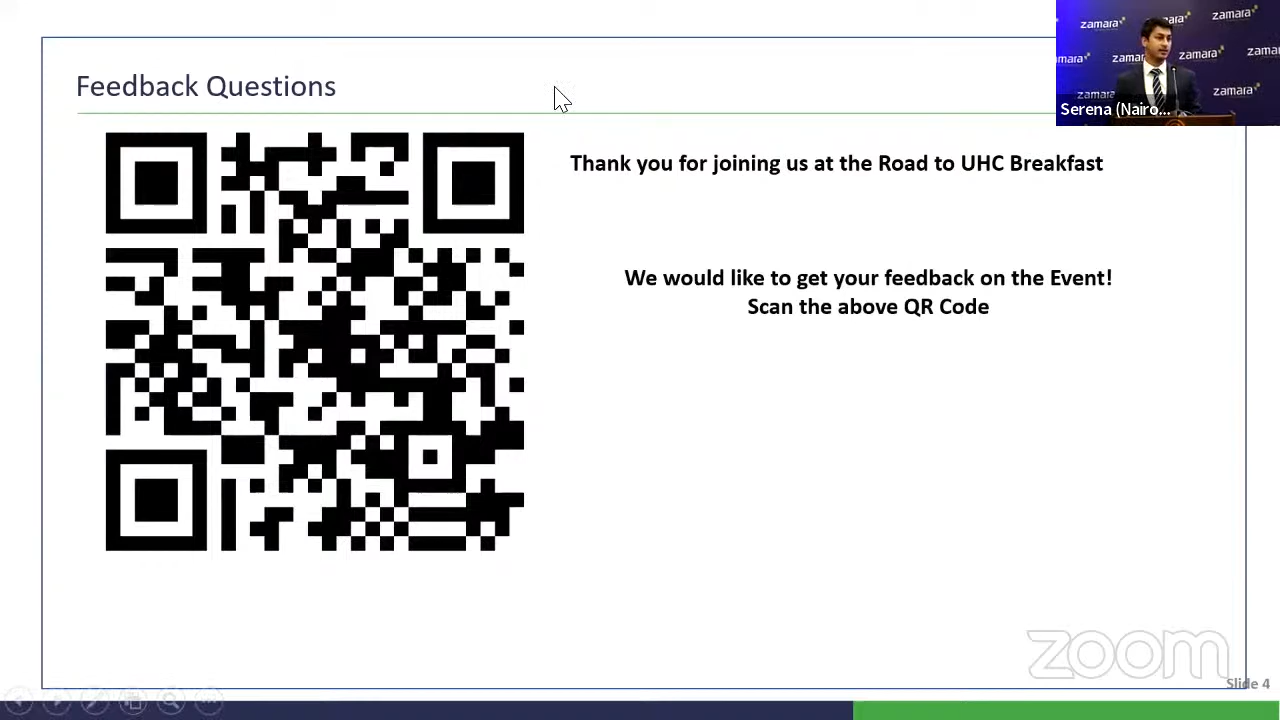 Feedback Questions
Thank you for joining us at the Road to UHC Breakfast
We would like to get your feedback on the Event!
Scan the above QR Code
zamara
zamara
zamara
zamara
zamara
zamara
Serena (Nairo...
zoom
Slide 4